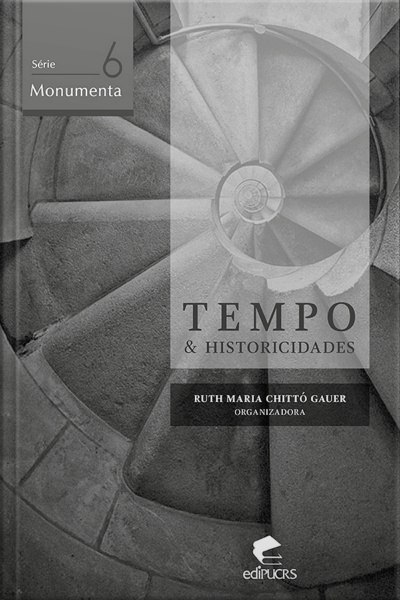 Série 6
Monumenta
TEMPO
& HISTORICIDADES
RUTH MARIA CHITTÓ GAUER
ORGANIZADORA
ediPUCRS